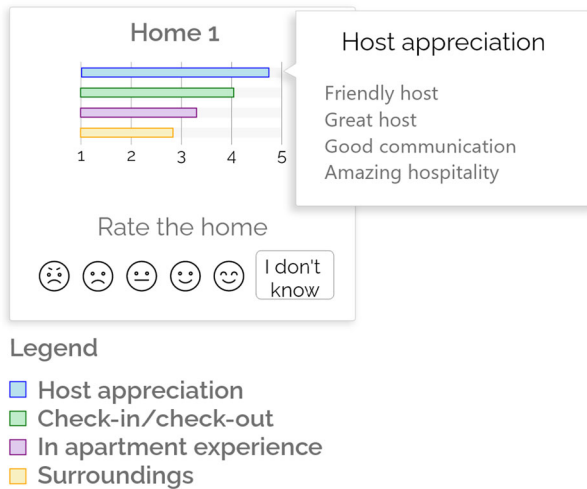 Home 1
1 2 3 4 5
Host appreciation
Friendly host
Great host
Good communication
Amazing hospitality
Rate the home
I don't
know
Legend
Host appreciation
Check-in/check-out
In apartment experience
Surroundings